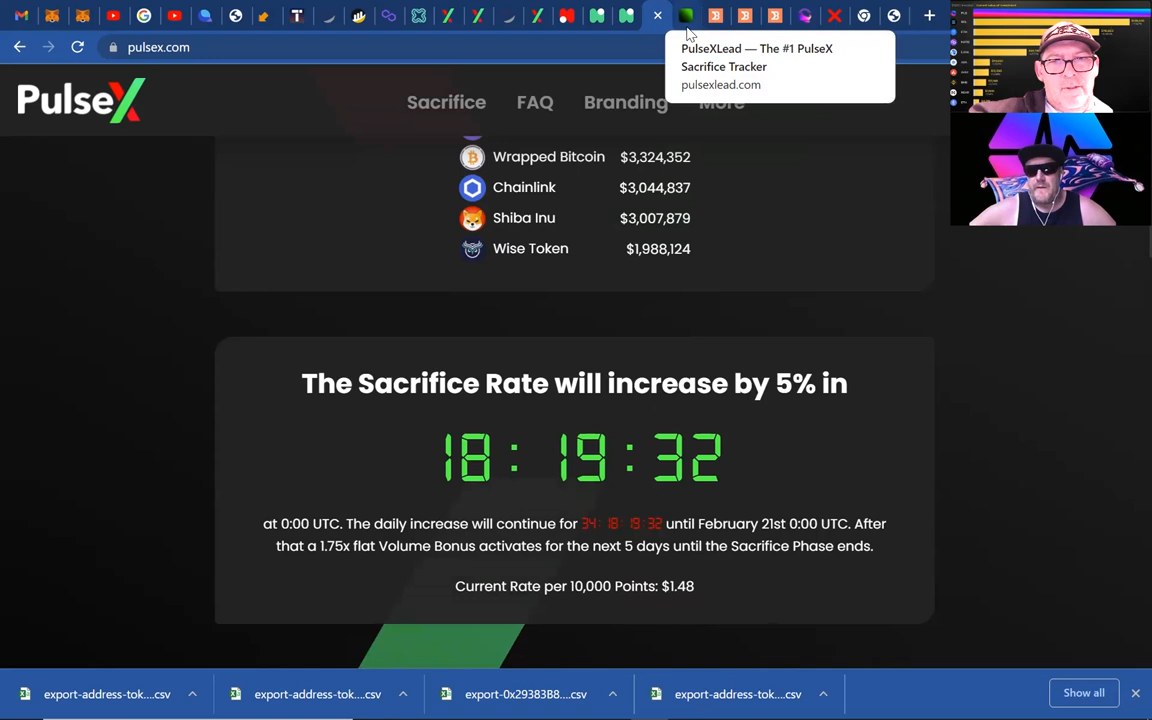 pulsex.com
PulseXLead — The #1 PulseX
Sacrifice Tracker
pulsexlead.com
PulseX
Sacrifice
FAQ
Branding
More
Wrapped Bitcoin $3,324,352
Chainlink $3,044,837
Shiba Inu $3,007,879
Wise Token $1,988,124
The Sacrifice Rate will increase by 5% in
18:19:32
at 0:00 UTC. The daily increase will continue for 34:18:19:32 until February 21st 0:00 UTC. After
that a 1.75x flat Volume Bonus activates for the next 5 days until the Sacrifice Phase ends.
Current Rate per 10,000 Points: $1.48
export-address-tok....csv
export-address-tok....csv
export-0x29383B8....csv
export-address-tok....csv
Show all